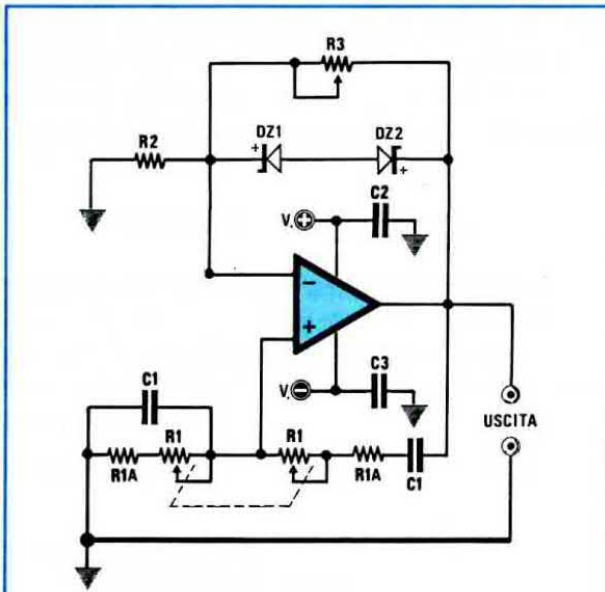 R3
R2
DZ1
DZ2
+
+
V. +
C2
−
+
V. −
C3
C1
USCITA
R1
R1
R1A
R1A
C1